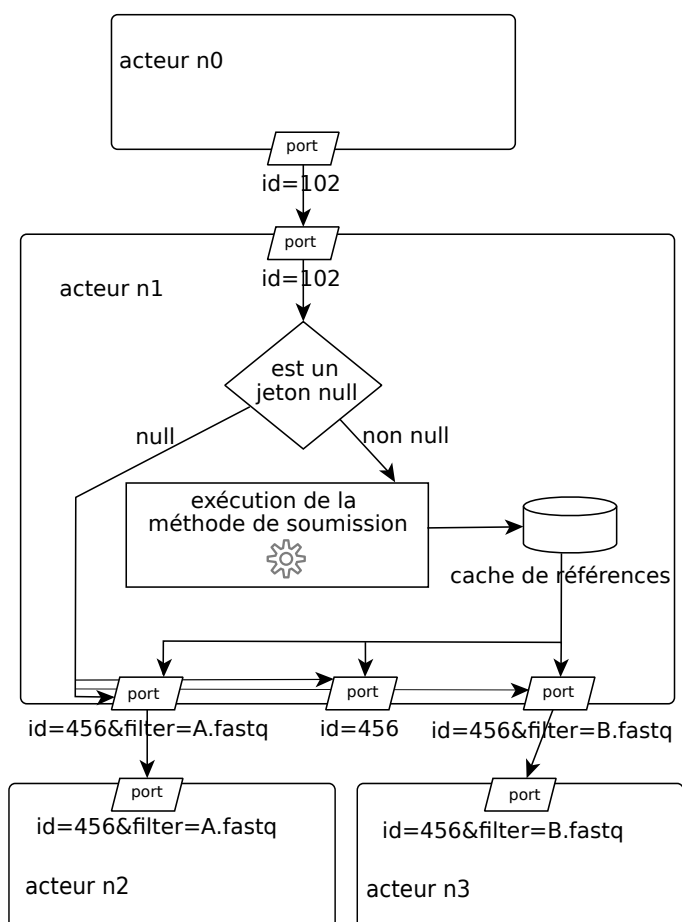 acteur n0
port
id=102
port
id=102
acteur n1
est un
jeton null
null
non null
exécution de la
méthode de soumission
cache de références
port
port
port
id=456&filter=A.fastq
id=456
id=456&filter=B.fastq
port
port
id=456&filter=A.fastq
id=456&filter=B.fastq
acteur n2
acteur n3